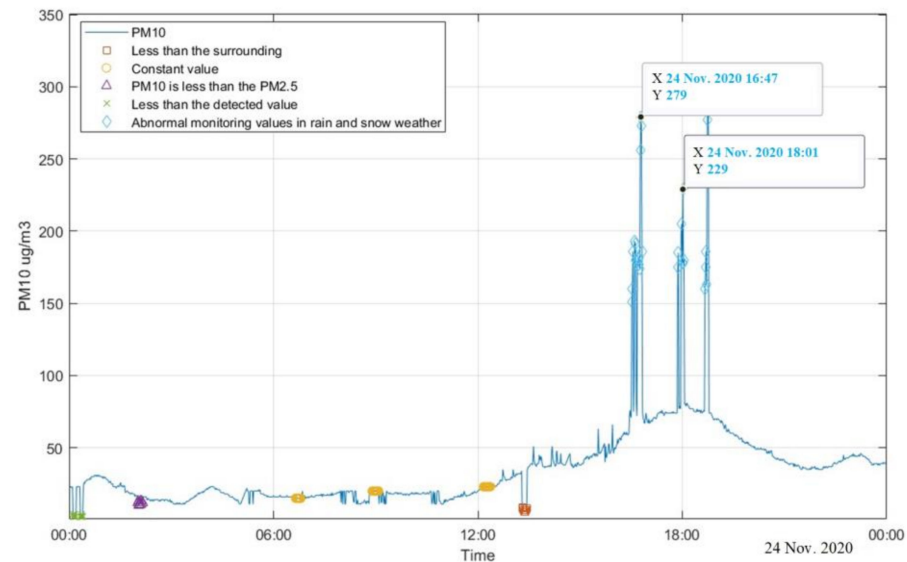 350
300
250
200
150
100
50
PM10 ug/m3
PM10
Less than the surrounding
Constant value
PM10 is less than the PM2.5
Less than the detected value
Abnormal monitoring values in rain and snow weather
X 24 Nov. 2020 16:47
Y 279
X 24 Nov. 2020 18:01
Y 229
00:00
06:00
12:00
18:00
00:00
Time
24 Nov. 2020